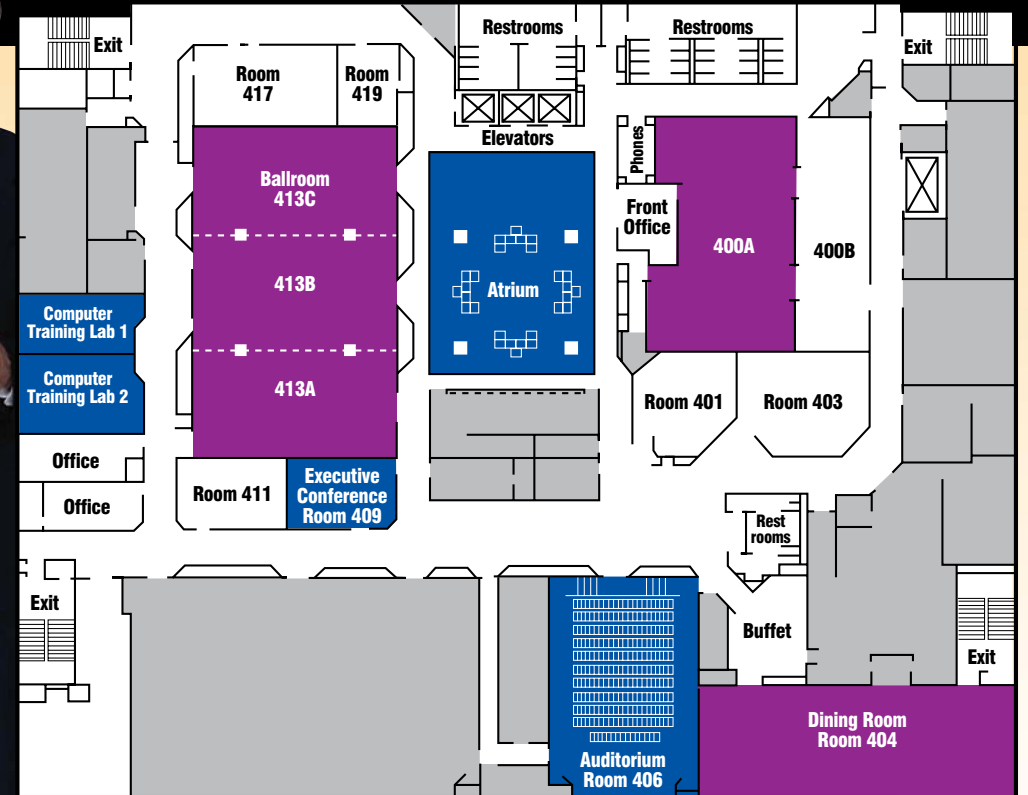 Restrooms
Restrooms
Exit
Exit
Room
417
Room
419
Elevators
Phones
Ballroom
413C
Front
Office
400A
400B
413B
Atrium
Computer
Training Lab 1
Computer
Training Lab 2
413A
Room 401
Room 403
Office
Office
Room 411
Executive
Conference
Room 409
Rest
rooms
Exit
Buffet
Exit
Dining Room
Room 404
Auditorium
Room 406